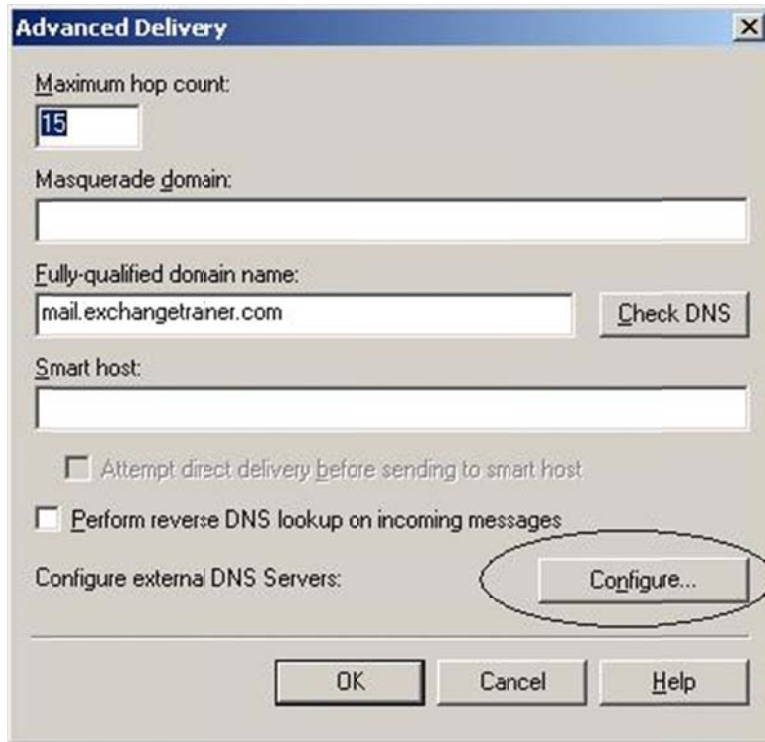 Advanced Delivery
Maximum hop count:
15
Masquerade domain:
Fully-qualified domain name:
mail.exchangetraner.com
Check DNS
Smart host:
Attempt direct delivery before sending to smart host
Perform reverse DNS lookup on incoming messages
Configure external DNS Servers:
Configure...
OK
Cancel
Help